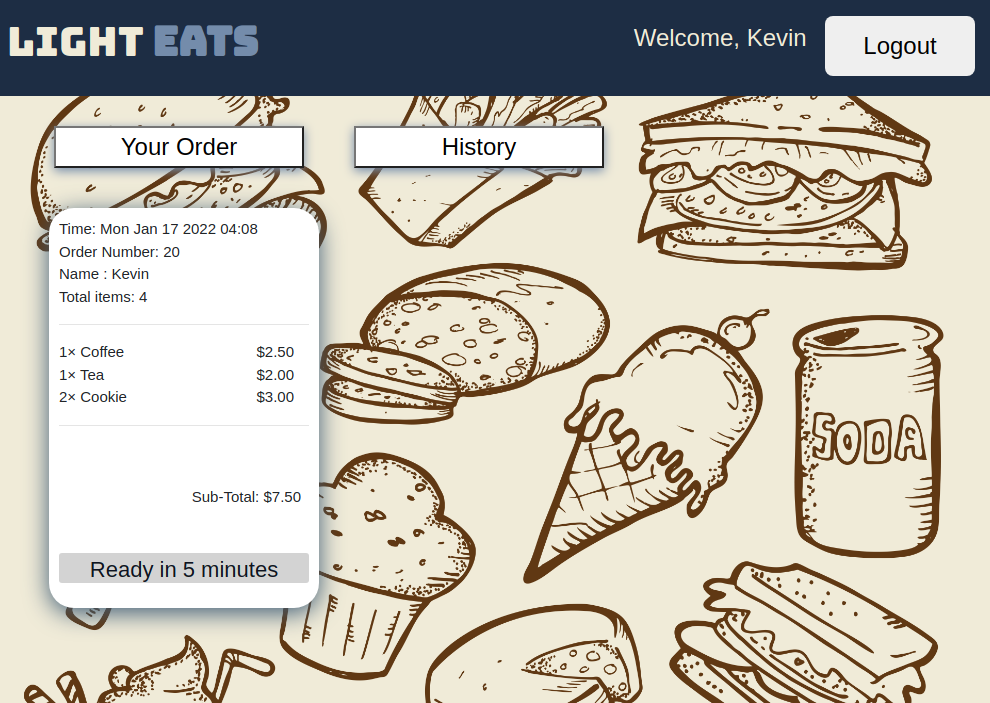 LIGHT EATS
Welcome, Kevin
Logout
Your Order
History
Time: Mon Jan 17 2022 04:08
Order Number: 20
Name : Kevin
Total items: 4
1× Coffee $2.50
1× Tea $2.00
2× Cookie $3.00
Sub-Total: $7.50
Ready in 5 minutes
SODA